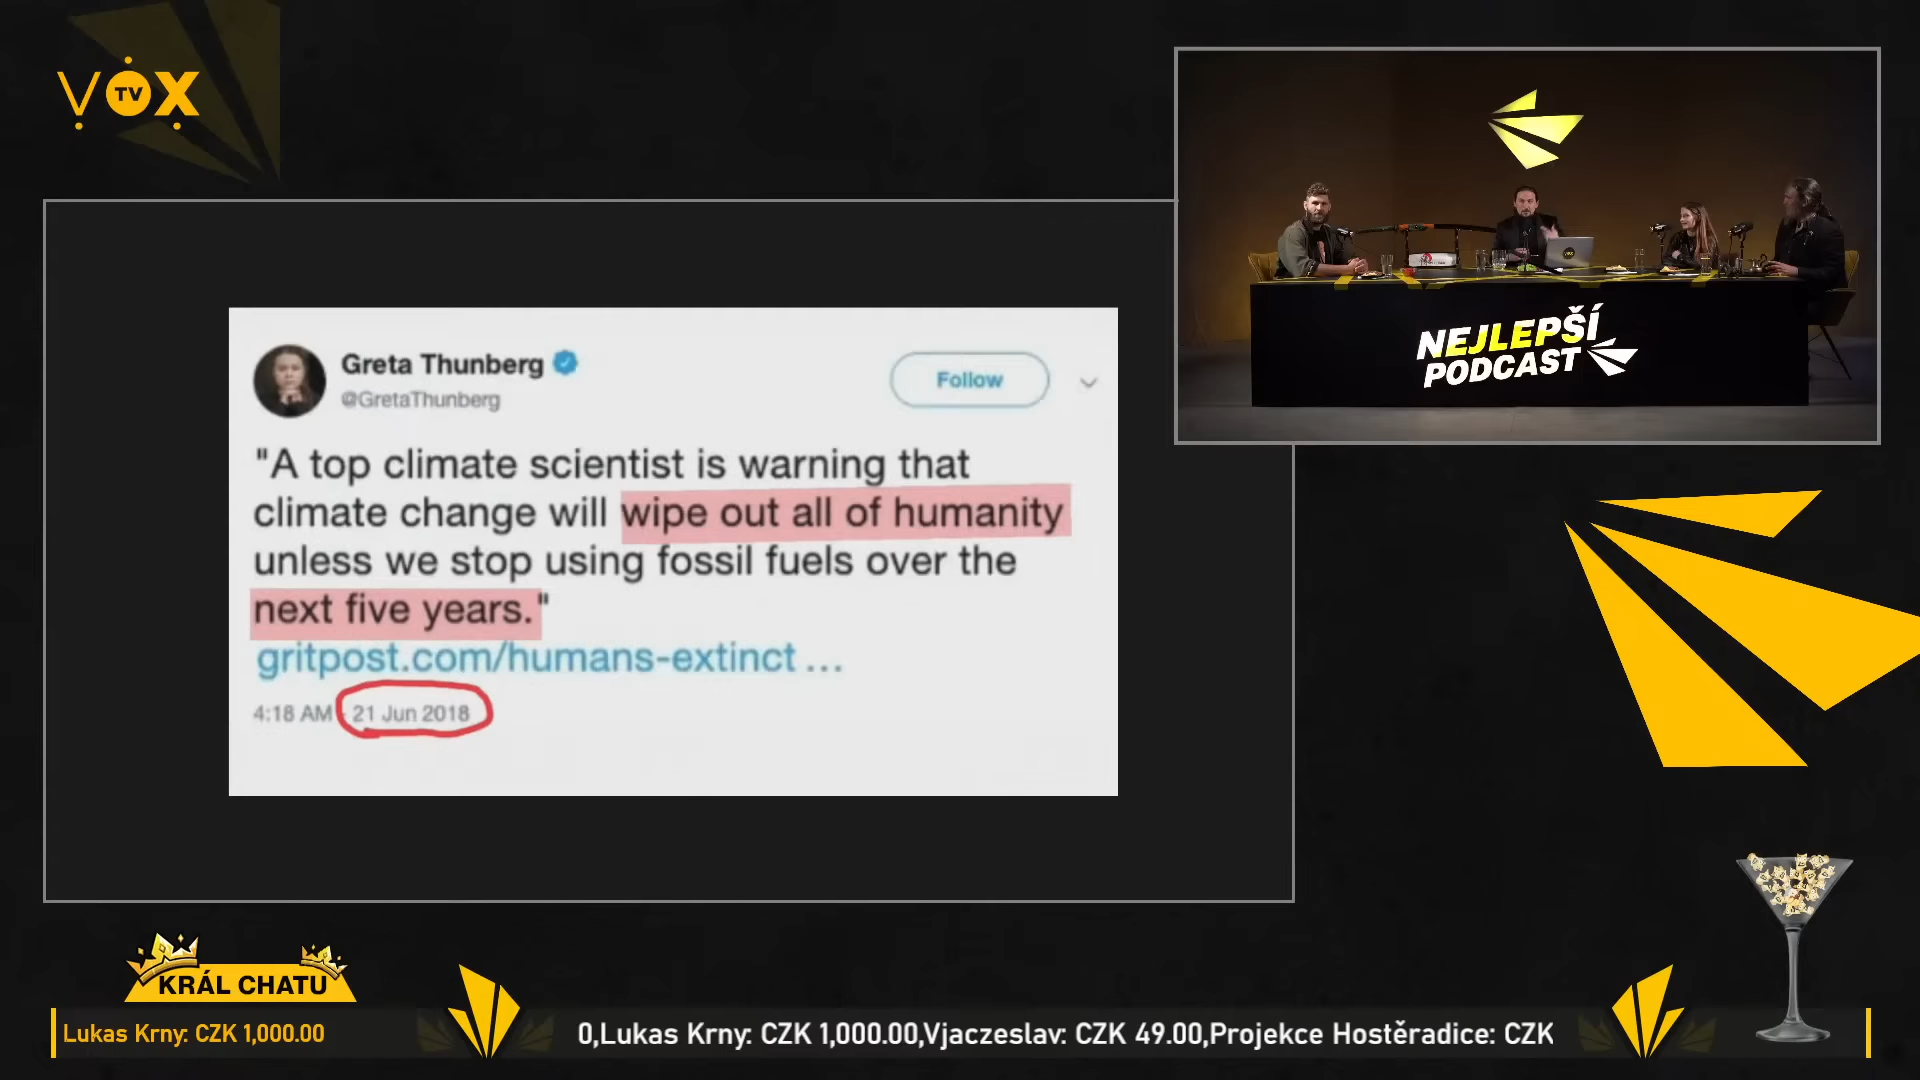 VOX
TV
NEJLEPŠÍ
PODCAST
Greta Thunberg
@GretaThunberg
Follow
"A top climate scientist is warning that
climate change will wipe out all of humanity
unless we stop using fossil fuels over the
next five years."
gritpost.com/humans-extinct ...
4:18 AM - 21 Jun 2018
KRÁL CHATU
Lukas Krny: CZK 1,000.00
0,Lukas Krny: CZK 1,000.00,Vjaczeslav: CZK 49.00,Projekce Hostěradice: CZK